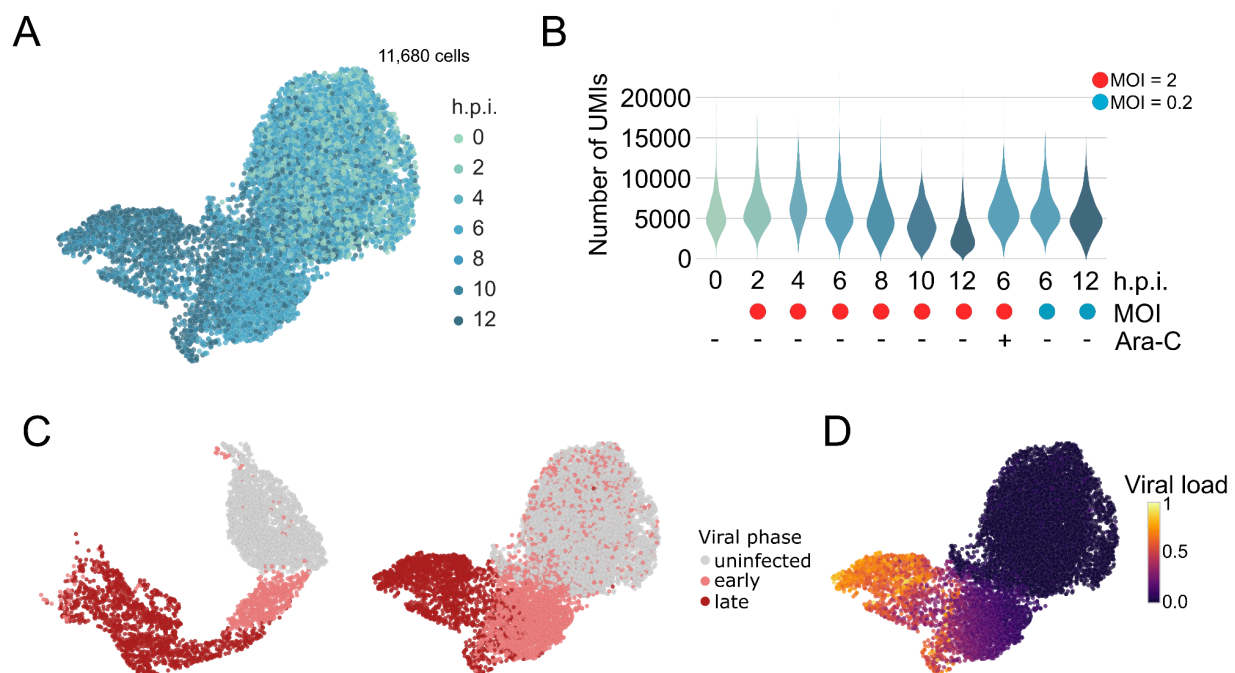 A
11,680 cells
h.p.i.
0
2
4
6
8
10
12
B
Number of UMIs
20000
15000
10000
5000
0
MOI = 2
MOI = 0.2
0 2 4 6 8 10 12 6 6 12 h.p.i.
MOI
- - - - - - - + - - Ara-C
C
Viral phase
uninfected
early
late
D
Viral load
1
0.5
0.0